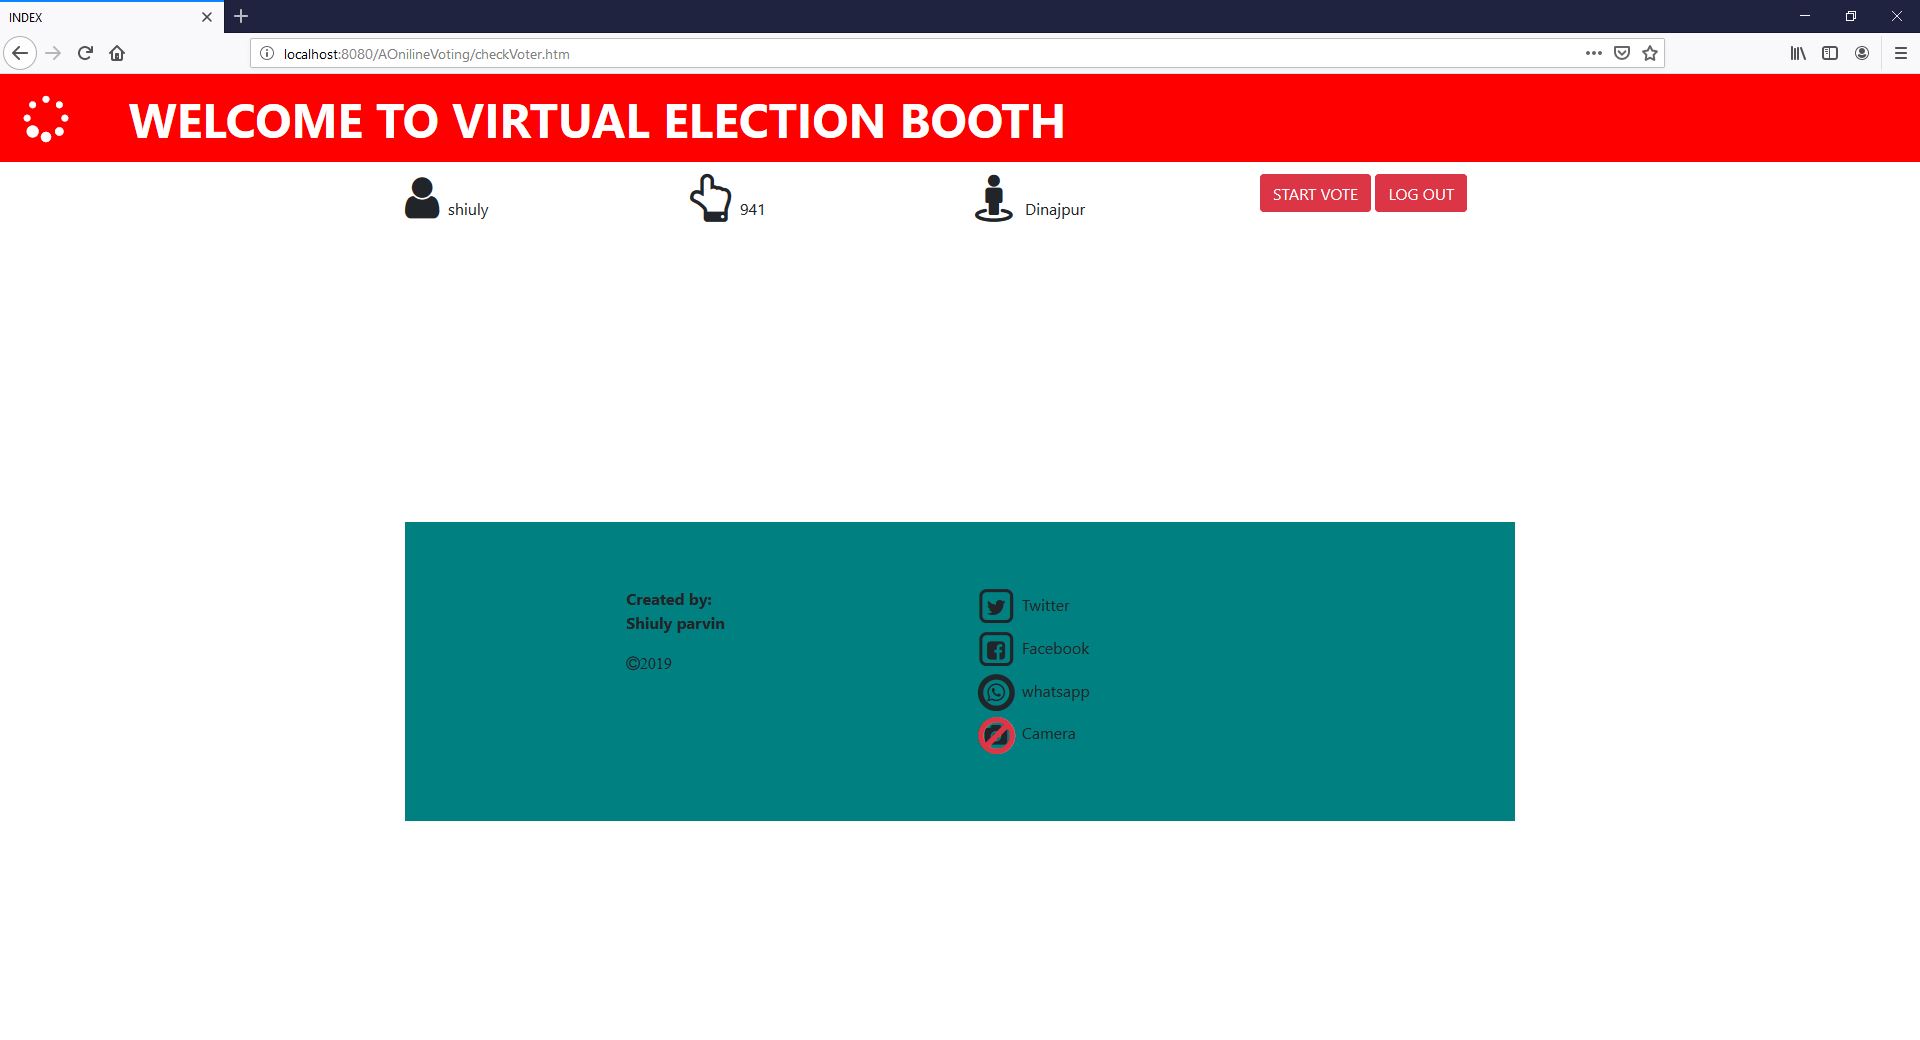 INDEX
localhost:8080/AOnilineVoting/checkVoter.htm
WELCOME TO VIRTUAL ELECTION BOOTH
shiuly
941
Dinajpur
START VOTE
LOG OUT
Created by:
Shiuly parvin
©2019
Twitter
Facebook
whatsapp
Camera